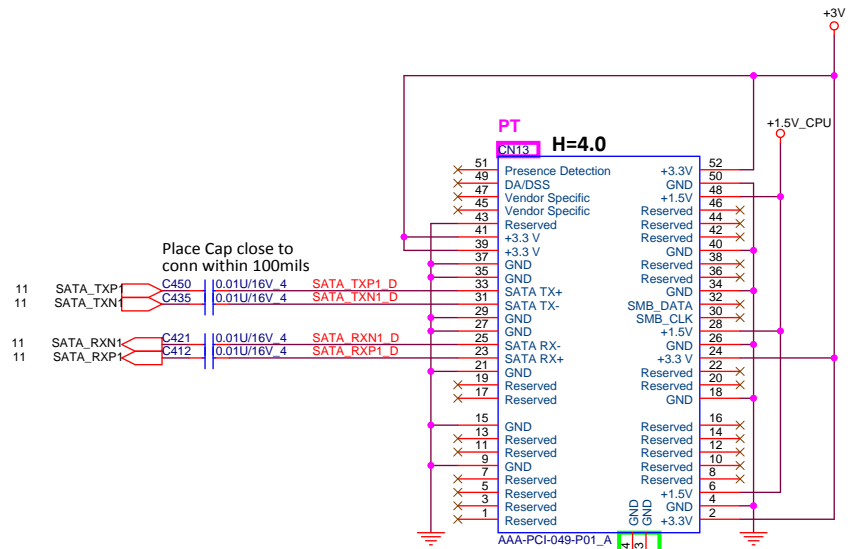 +3V
+1.5V_CPU
PT
CN13 H=4.0
51 Presence Detection +3.3V 52
49 DA/DSS GND 50
47 Vendor Specific +1.5V 48
45 Vendor Specific Reserved 46
43 Reserved Reserved 44
41 +3.3 V Reserved 42
39 +3.3 V GND 40
37 GND Reserved 38
35 GND Reserved 36
Place Cap close to
conn within 100mils
11 SATA_TXP1 C450 0.01U/16V_4 SATA_TXP1_D 33 SATA TX+ GND 34
11 SATA_TXN1 C435 0.01U/16V_4 SATA_TXN1_D 31 SATA TX- SMB_DATA 32
29 GND SMB_CLK 30
27 GND +1.5V 28
11 SATA_RXN1 C421 0.01U/16V_4 SATA_RXN1_D 25 SATA RX- GND 26
11 SATA_RXP1 C412 0.01U/16V_4 SATA_RXP1_D 23 SATA RX+ +3.3 V 24
21 GND Reserved 22
19 Reserved Reserved 20
17 Reserved GND 18
15 GND Reserved 16
13 Reserved Reserved 14
11 Reserved Reserved 12
9 GND Reserved 10
7 Reserved Reserved 8
5 Reserved +1.5V 6
3 Reserved GND 4
1 Reserved +3.3V 2
GND
GND
AAA-PCI-049-P01_A
4
3